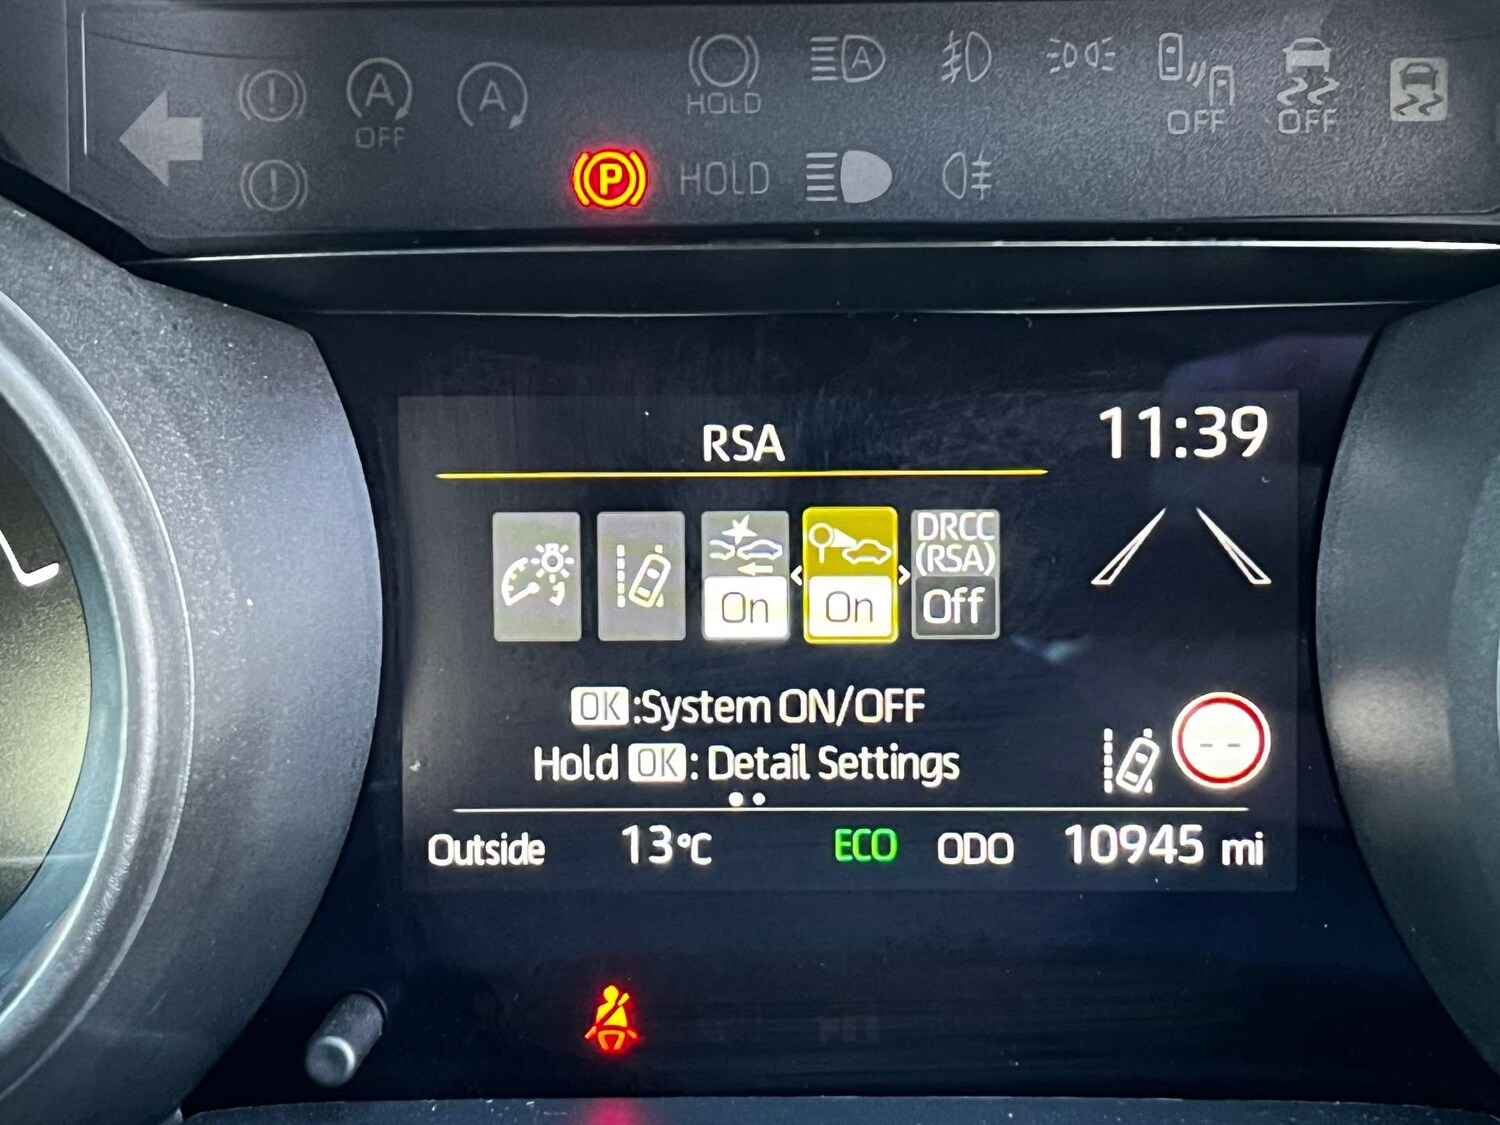 A
OFF
A
HOLD
A
OFF
OFF
P
HOLD
RSA
11:39
DRCC
(RSA)
On
On
Off
OK:System ON/OFF
Hold OK: Detail Settings
--
Outside 13°C ECO ODO 10945 mi